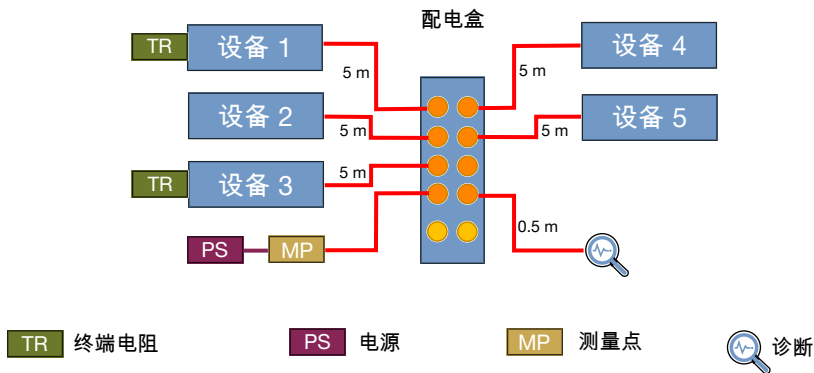 配电盒
TR
设备 1
设备 4
5 m
5 m
设备 2
设备 5
5 m
5 m
TR
设备 3
5 m
0.5 m
PS
MP
TR 终端电阻
PS 电源
MP 测量点
诊断